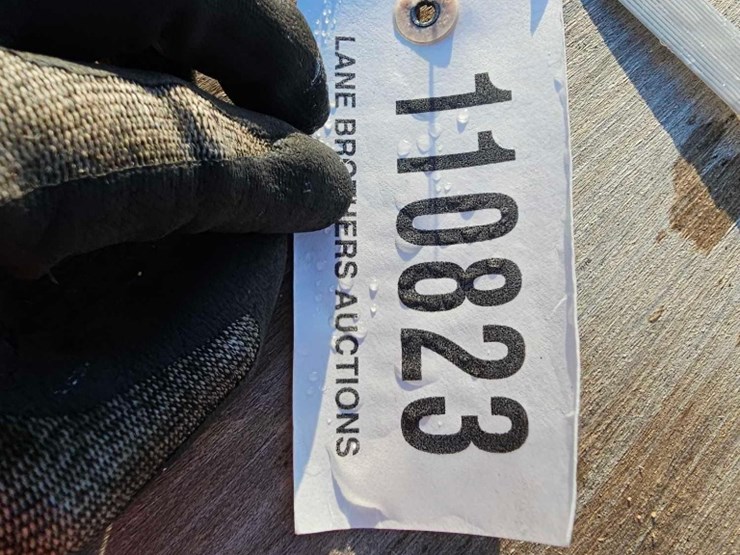 110823
LANE BROTHERS AUCTIONS